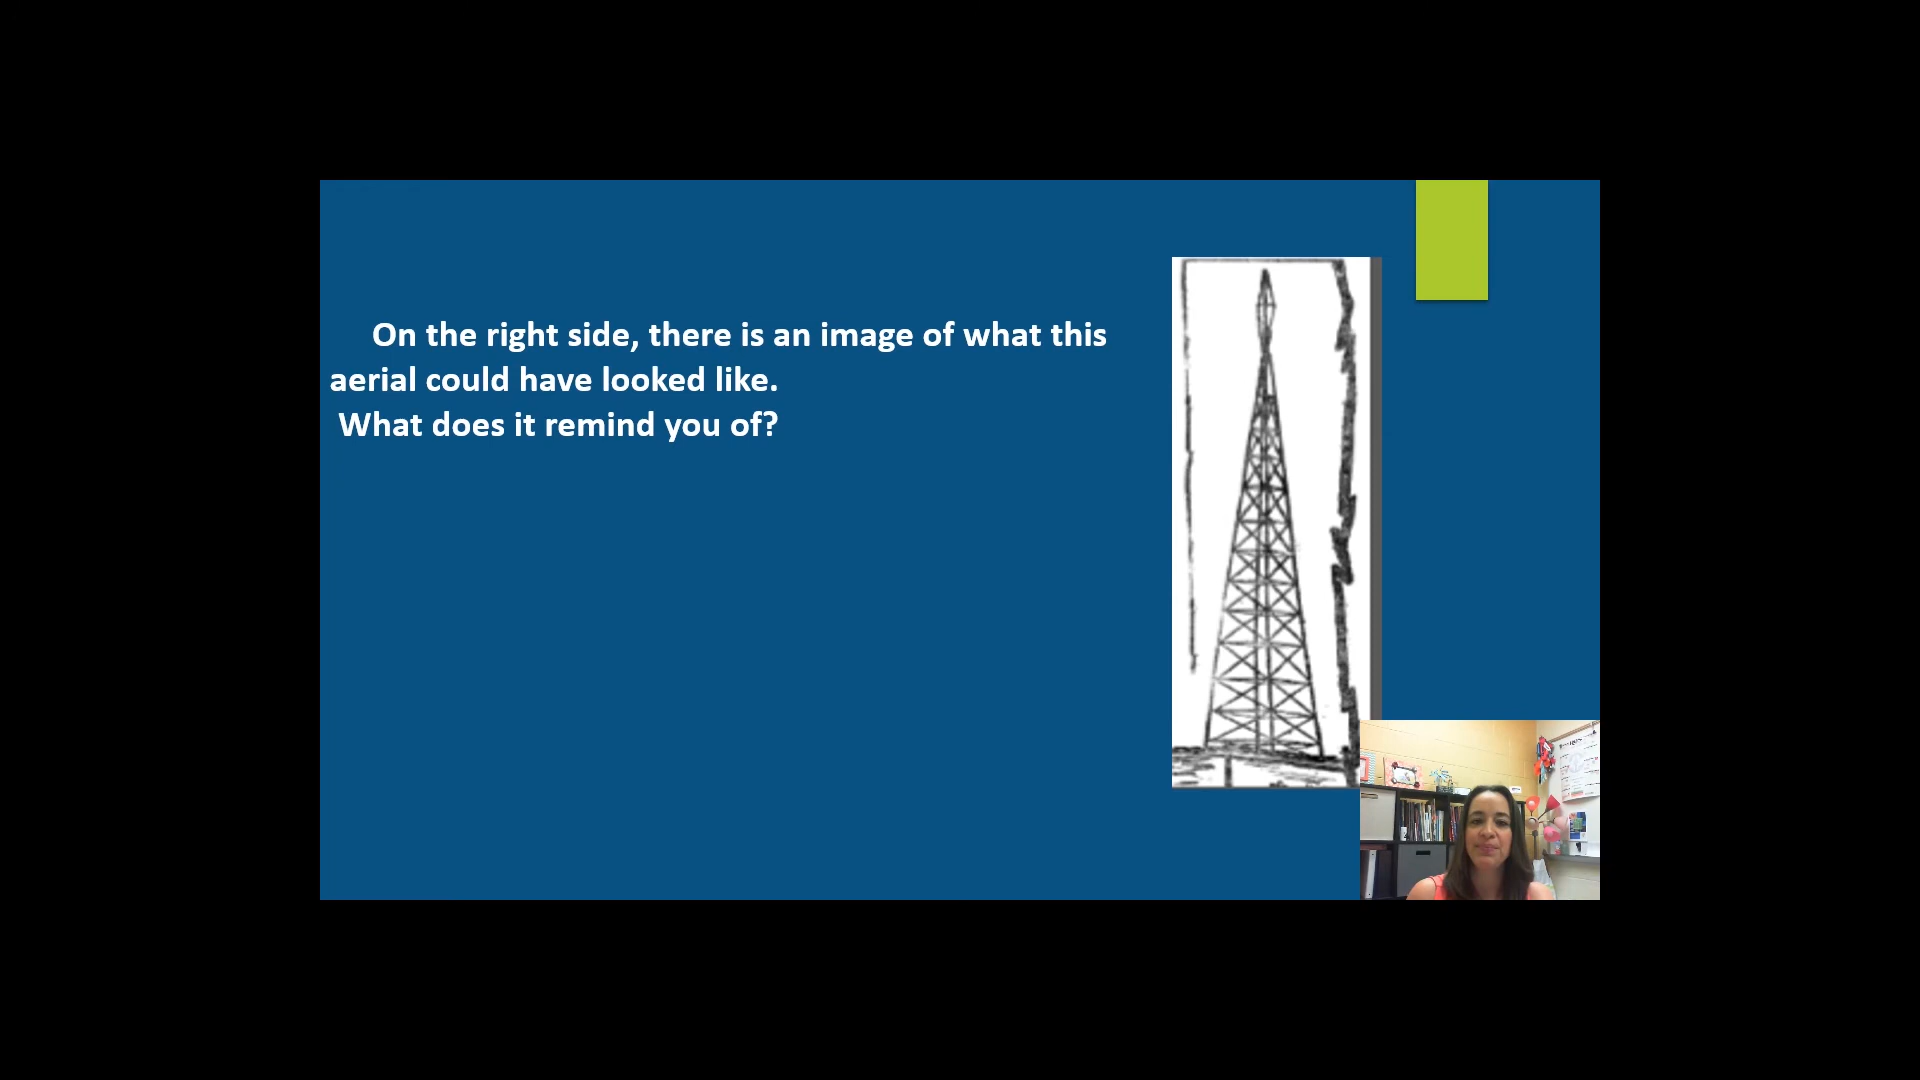 On the right side, there is an image of what this
aerial could have looked like.
What does it remind you of?